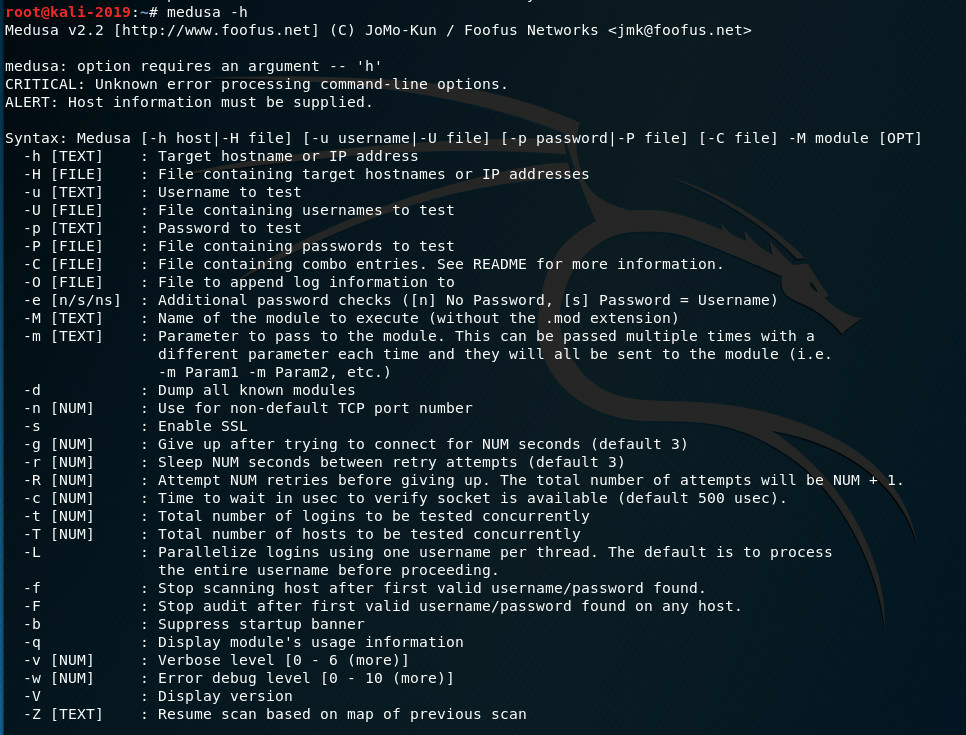 root@kali-2019:~# medusa -h
Medusa v2.2 [http://www.foofus.net] (C) JoMo-Kun / Foofus Networks <jmk@foofus.net>

medusa: option requires an argument -- 'h'
CRITICAL: Unknown error processing command-line options.
ALERT: Host information must be supplied.

Syntax: Medusa [-h host|-H file] [-u username|-U file] [-p password|-P file] [-C file] -M module [OPT]
  -h [TEXT]    : Target hostname or IP address
  -H [FILE]    : File containing target hostnames or IP addresses
  -u [TEXT]    : Username to test
  -U [FILE]    : File containing usernames to test
  -p [TEXT]    : Password to test
  -P [FILE]    : File containing passwords to test
  -C [FILE]    : File containing combo entries. See README for more information.
  -O [FILE]    : File to append log information to
  -e [n/s/ns]  : Additional password checks ([n] No Password, [s] Password = Username)
  -M [TEXT]    : Name of the module to execute (without the .mod extension)
  -m [TEXT]    : Parameter to pass to the module. This can be passed multiple times with a
                 different parameter each time and they will all be sent to the module (i.e.
                 -m Param1 -m Param2, etc.)
  -d           : Dump all known modules
  -n [NUM]     : Use for non-default TCP port number
  -s           : Enable SSL
  -g [NUM]     : Give up after trying to connect for NUM seconds (default 3)
  -r [NUM]     : Sleep NUM seconds between retry attempts (default 3)
  -R [NUM]     : Attempt NUM retries before giving up. The total number of attempts will be NUM + 1.
  -c [NUM]     : Time to wait in usec to verify socket is available (default 500 usec).
  -t [NUM]     : Total number of logins to be tested concurrently
  -T [NUM]     : Total number of hosts to be tested concurrently
  -L           : Parallelize logins using one username per thread. The default is to process
                 the entire username before proceeding.
  -f           : Stop scanning host after first valid username/password found.
  -F           : Stop audit after first valid username/password found on any host.
  -b           : Suppress startup banner
  -q           : Display module's usage information
  -v [NUM]     : Verbose level [0 - 6 (more)]
  -w [NUM]     : Error debug level [0 - 10 (more)]
  -V           : Display version
  -Z [TEXT]    : Resume scan based on map of previous scan